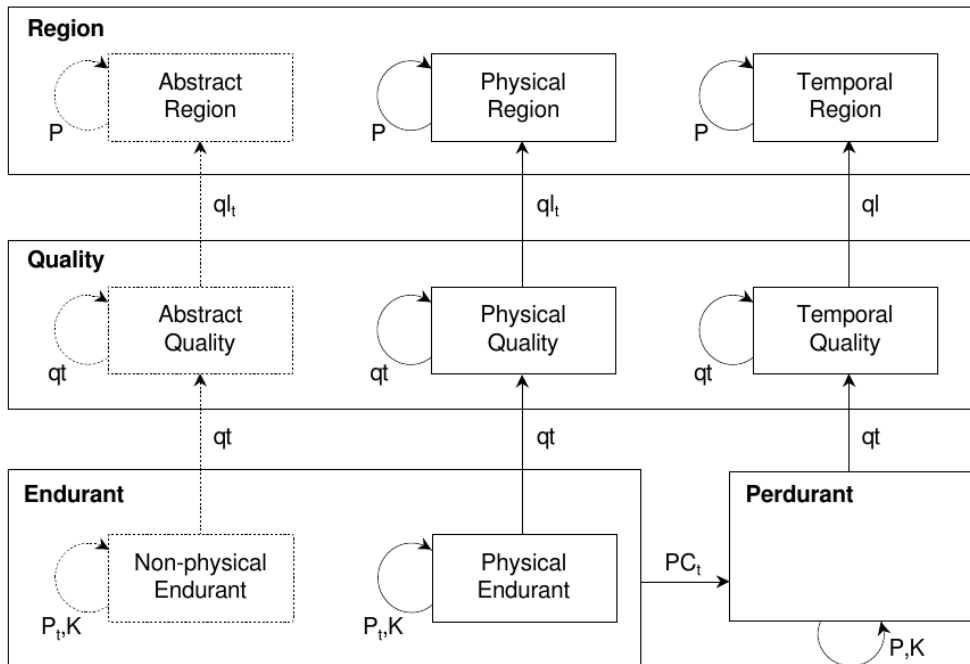 Region
Abstract
Region
Physical
Region
Temporal
Region
P
P
P
qlₜ
qlₜ
ql
Quality
Abstract
Quality
Physical
Quality
Temporal
Quality
qt
qt
qt
qt
qt
qt
Endurant
Perdurant
Non-physical
Endurant
Physical
Endurant
PCₜ
Pₜ,K
Pₜ,K
P,K